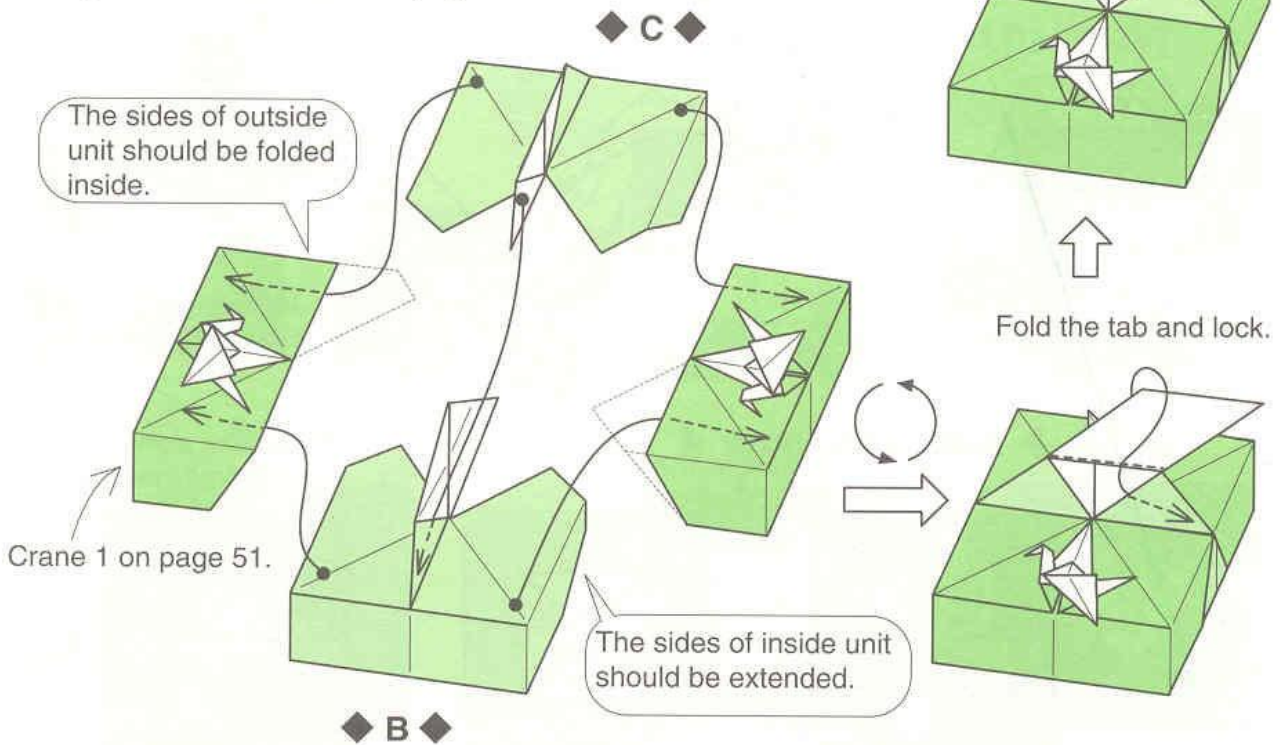 ◆ C ◆
The sides of outside
unit should be folded
inside.
Fold the tab and lock.
Crane 1 on page 51.
The sides of inside unit
should be extended.
◆ B ◆